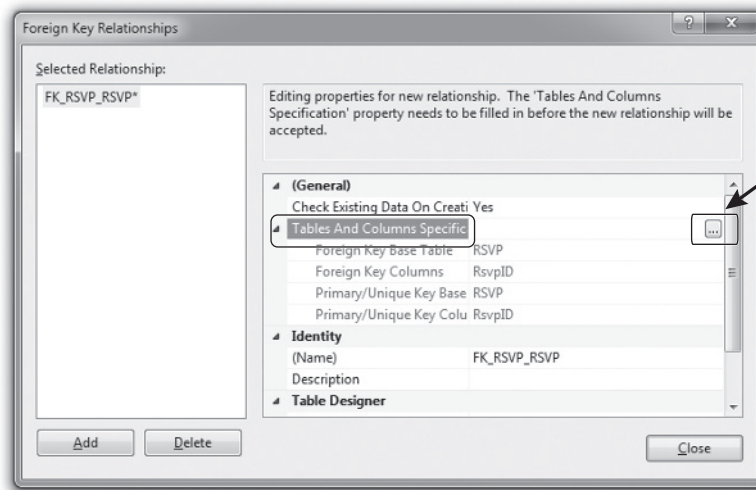 Foreign Key Relationships
Selected Relationship:
FK_RSVP_RSVP*
Editing properties for new relationship. The 'Tables And Columns
Specification' property needs to be filled in before the new relationship will be
accepted.
(General)
Check Existing Data On Creati Yes
Tables And Columns Specific ...
Foreign Key Base Table RSVP
Foreign Key Columns RsvpID
Primary/Unique Key Base RSVP
Primary/Unique Key Colu RsvpID
Identity
(Name) FK_RSVP_RSVP
Description
Table Designer
Add Delete
Close